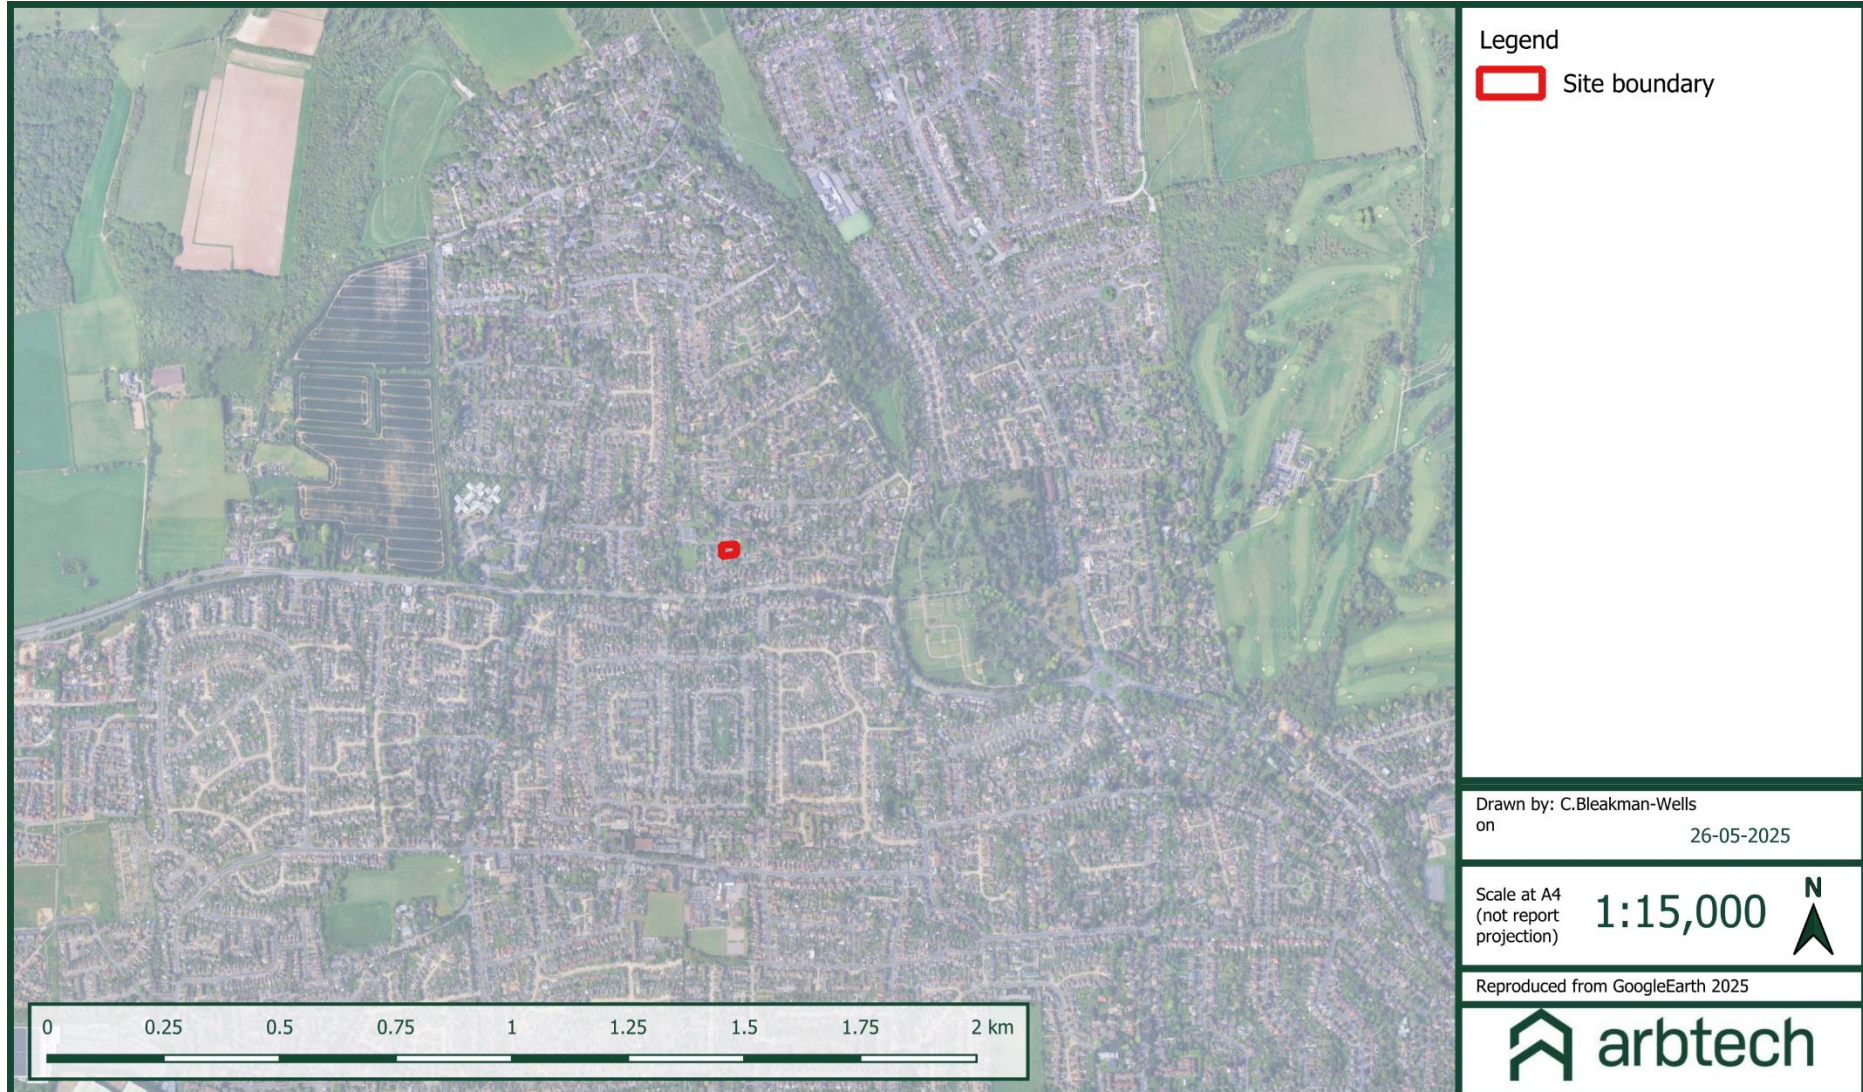 Legend
Site boundary
Drawn by: C.Bleakman-Wells
on
26-05-2025
Scale at A4
(not report
projection)
1:15,000
N
Reproduced from GoogleEarth 2025
arbtech
0 0.25 0.5 0.75 1 1.25 1.5 1.75 2 km